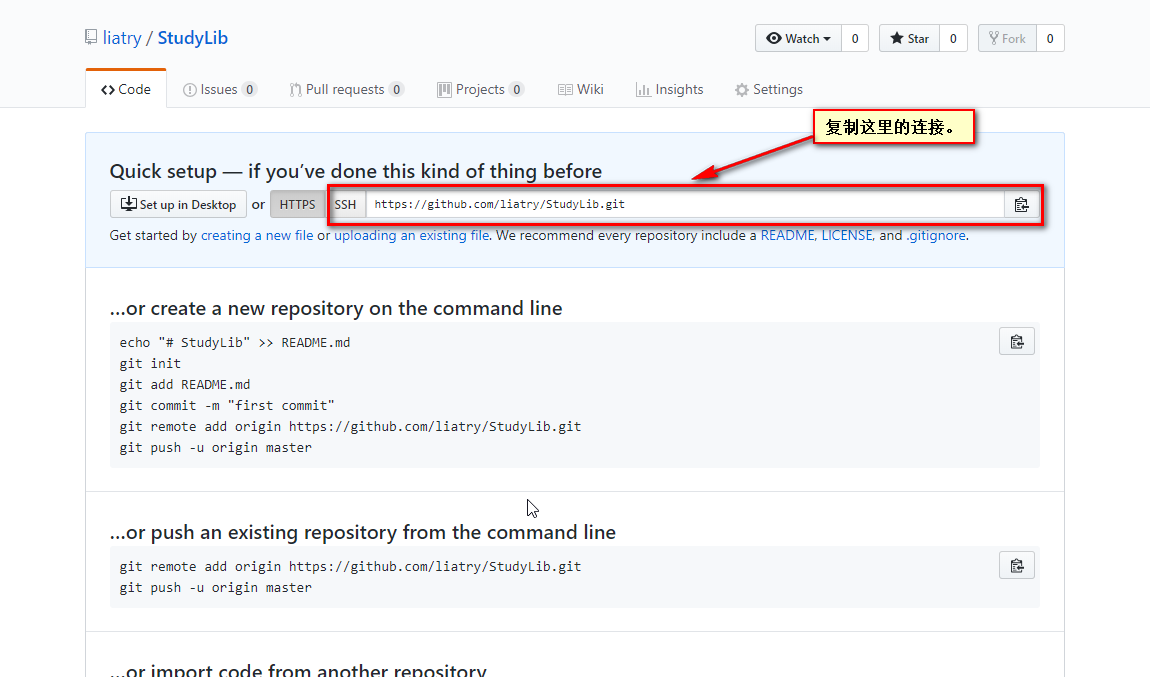 liatry / StudyLib
Watch 0 Star 0 Fork 0
Code Issues 0 Pull requests 0 Projects 0 Wiki Insights Settings
复制这里的连接。
Quick setup — if you’ve done this kind of thing before
Set up in Desktop or HTTPS SSH https://github.com/liatry/StudyLib.git
Get started by creating a new file or uploading an existing file. We recommend every repository include a README, LICENSE, and .gitignore.
…or create a new repository on the command line
echo "# StudyLib" >> README.md
git init
git add README.md
git commit -m "first commit"
git remote add origin https://github.com/liatry/StudyLib.git
git push -u origin master
…or push an existing repository from the command line
git remote add origin https://github.com/liatry/StudyLib.git
git push -u origin master
…or import code from another repository